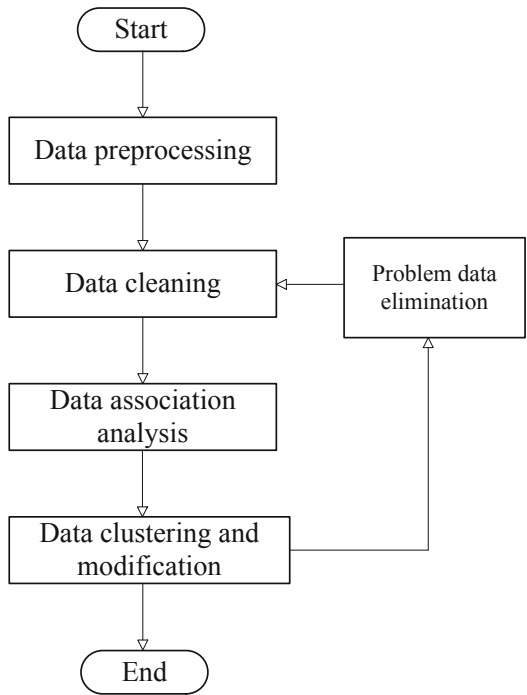 Start
Data preprocessing
Data cleaning
Problem data
elimination
Data association
analysis
Data clustering and
modification
End